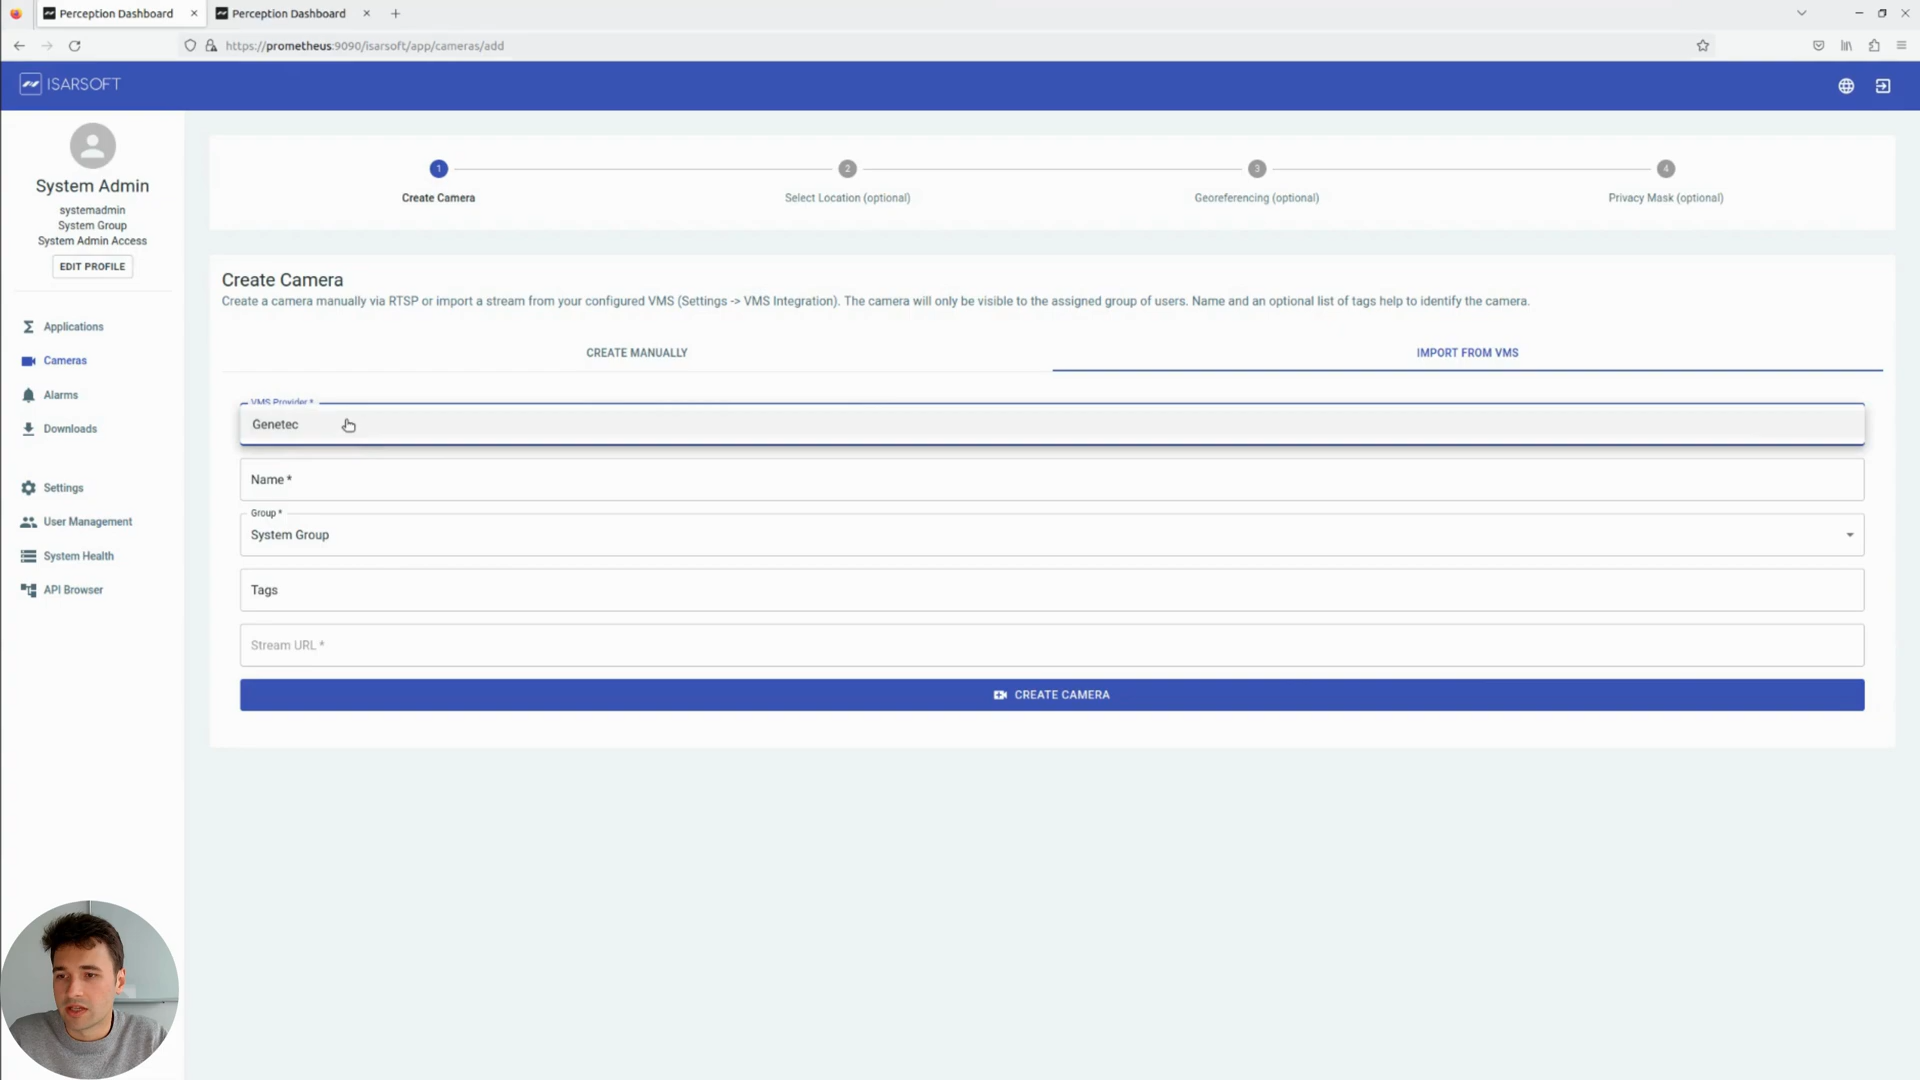 Perception Dashboard
Perception Dashboard
https://prometheus:9090/isarsoft/app/cameras/add
ISARSOFT
System Admin
systemadmin
System Group
System Admin Access
EDIT PROFILE
Applications
Cameras
Alarms
Downloads
Settings
User Management
System Health
API Browser
1
Create Camera
2
Select Location (optional)
3
Georeferencing (optional)
4
Privacy Mask (optional)
Create Camera
Create a camera manually via RTSP or import a stream from your configured VMS (Settings -> VMS Integration). The camera will only be visible to the assigned group of users. Name and an optional list of tags help to identify the camera.
CREATE MANUALLY
IMPORT FROM VMS
VMS Provider *
Genetec
Name *
Group *
System Group
Tags
Stream URL *
CREATE CAMERA